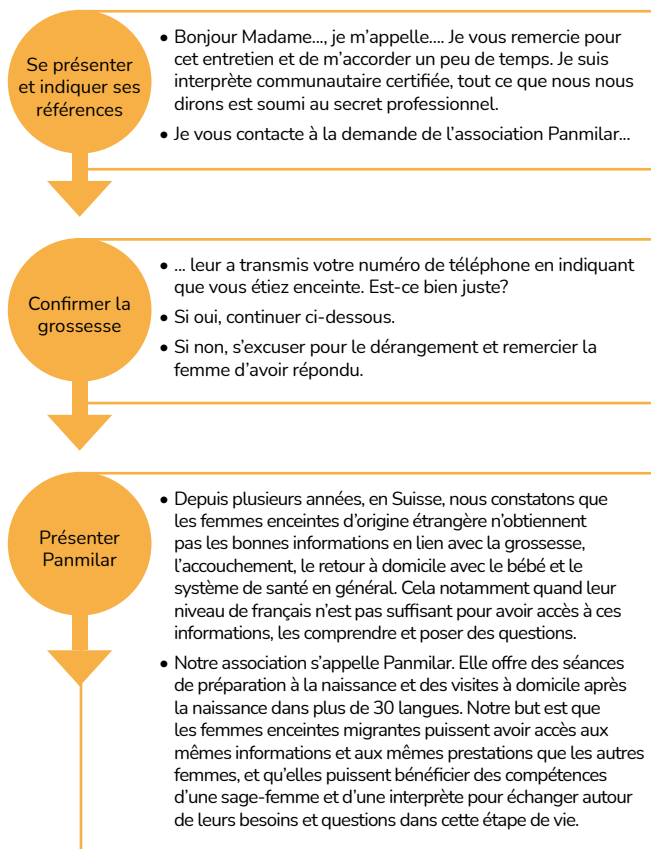 Se présenter
et indiquer ses
références
• Bonjour Madame..., je m'appelle.... Je vous remercie pour
cet entretien et de m'accorder un peu de temps. Je suis
interprète communautaire certifiée, tout ce que nous nous
dirons est soumi au secret professionnel.
• Je vous contacte à la demande de l'association Panmilar...
Confirmer la
grossesse
• ... leur a transmis votre numéro de téléphone en indiquant
que vous étiez enceinte. Est-ce bien juste?
• Si oui, continuer ci-dessous.
• Si non, s'excuser pour le dérangement et remercier la
femme d'avoir répondu.
Présenter
Panmilar
• Depuis plusieurs années, en Suisse, nous constatons que
les femmes enceintes d'origine étrangère n'obtiennent
pas les bonnes informations en lien avec la grossesse,
l'accouchement, le retour à domicile avec le bébé et le
système de santé en général. Cela notamment quand leur
niveau de français n'est pas suffisant pour avoir accès à ces
informations, les comprendre et poser des questions.
• Notre association s'appelle Panmilar. Elle offre des séances
de préparation à la naissance et des visites à domicile après
la naissance dans plus de 30 langues. Notre but est que
les femmes enceintes migrantes puissent avoir accès aux
mêmes informations et aux mêmes prestations que les autres
femmes, et qu'elles puissent bénéficier des compétences
d'une sage-femme et d'une interprète pour échanger autour
de leurs besoins et questions dans cette étape de vie.